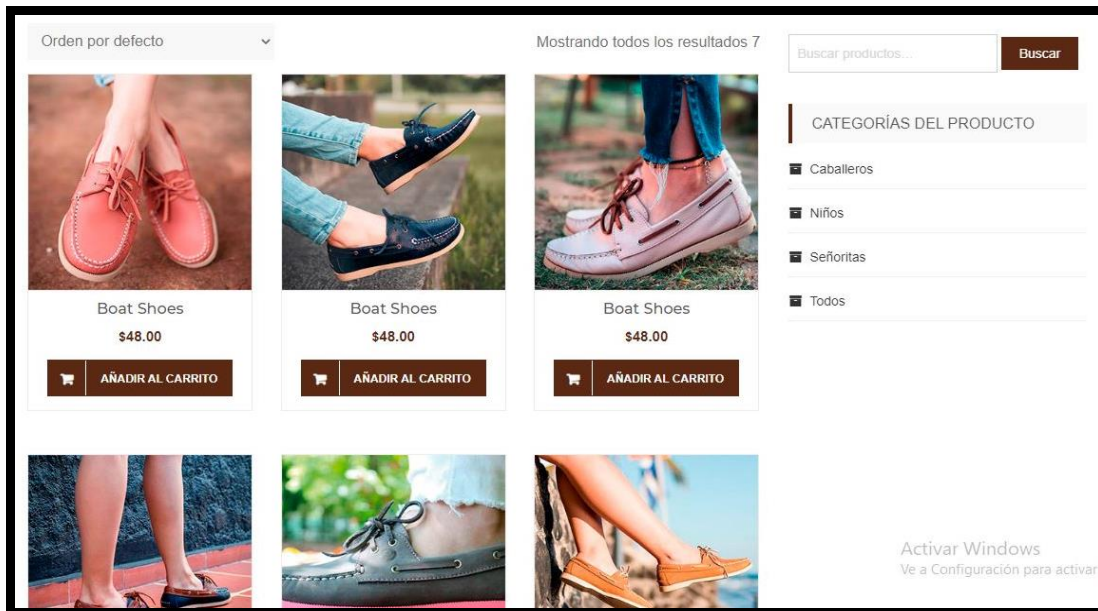 Orden por defecto
Mostrando todos los resultados 7
Boat Shoes
$48.00
AÑADIR AL CARRITO
Boat Shoes
$48.00
AÑADIR AL CARRITO
Boat Shoes
$48.00
AÑADIR AL CARRITO
Buscar productos...
Buscar
CATEGORÍAS DEL PRODUCTO
Caballeros
Niños
Señoritas
Todos
Activar Windows
Ve a Configuración para activar